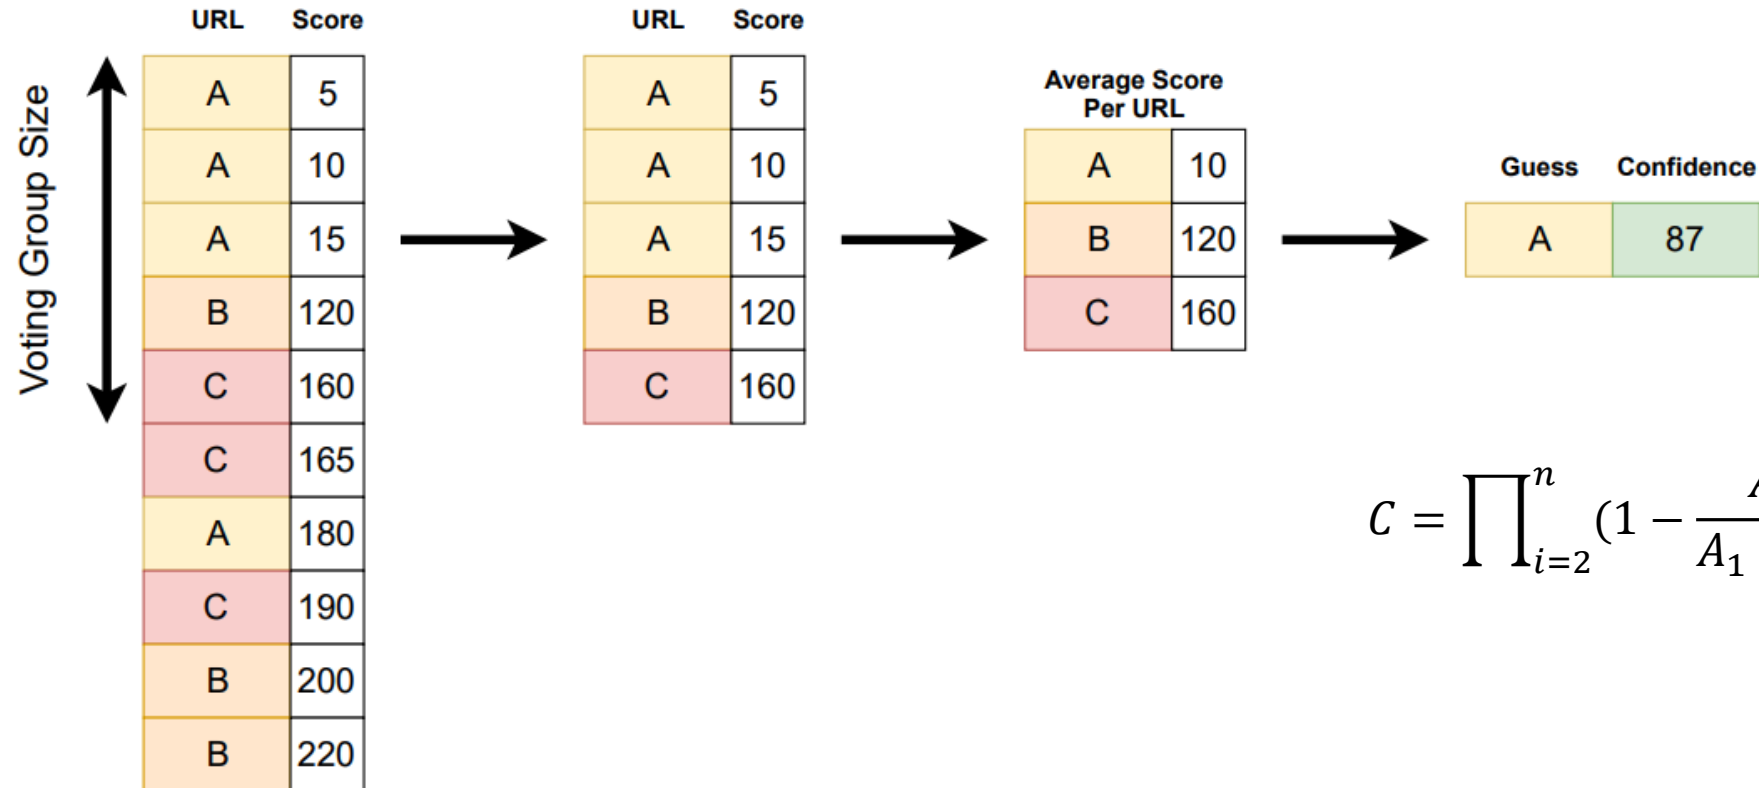 URL Score
A 5
A 10
A 15
B 120
C 160
C 165
A 180
C 190
B 200
B 220
Voting Group Size
URL Score
A 5
A 10
A 15
B 120
C 160
Average Score
Per URL
A 10
B 120
C 160
Guess Confidence
A 87
C = ∏ⁿᵢ₌₂ (1 − A₁